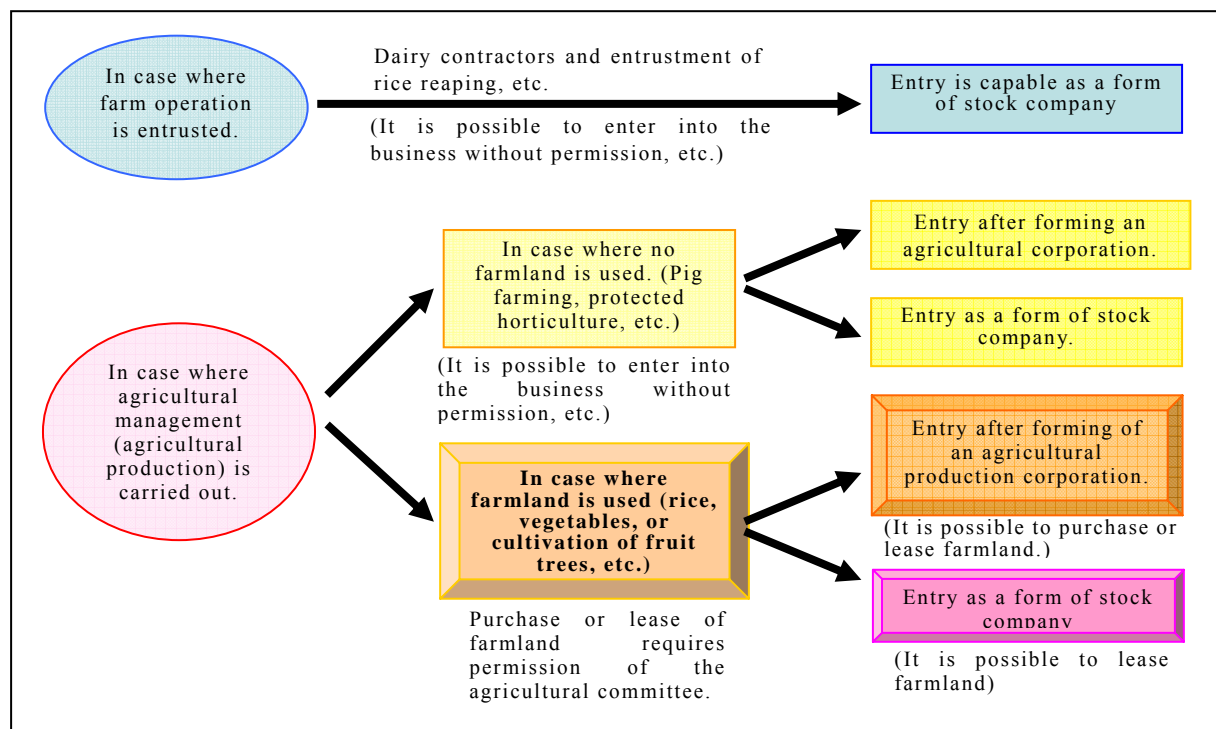 In case where
farm operation
is entrusted.
Dairy contractors and entrustment of
rice reaping, etc.
(It is possible to enter into the
business without permission, etc.)
Entry is capable as a form
of stock company
In case where
agricultural
management
(agricultural
production) is
carried out.
In case where no
farmland is used. (Pig
farming, protected
horticulture, etc.)
(It is possible to enter into
the business without
permission, etc.)
Entry after forming an
agricultural corporation.
Entry as a form of stock
company.
In case where
farmland is used (rice,
vegetables, or
cultivation of fruit
trees, etc.)
Purchase or lease of
farmland requires
permission of the
agricultural committee.
Entry after forming of
an agricultural
production corporation.
(It is possible to purchase or
lease farmland.)
Entry as a form of stock
company
(It is possible to lease
farmland)